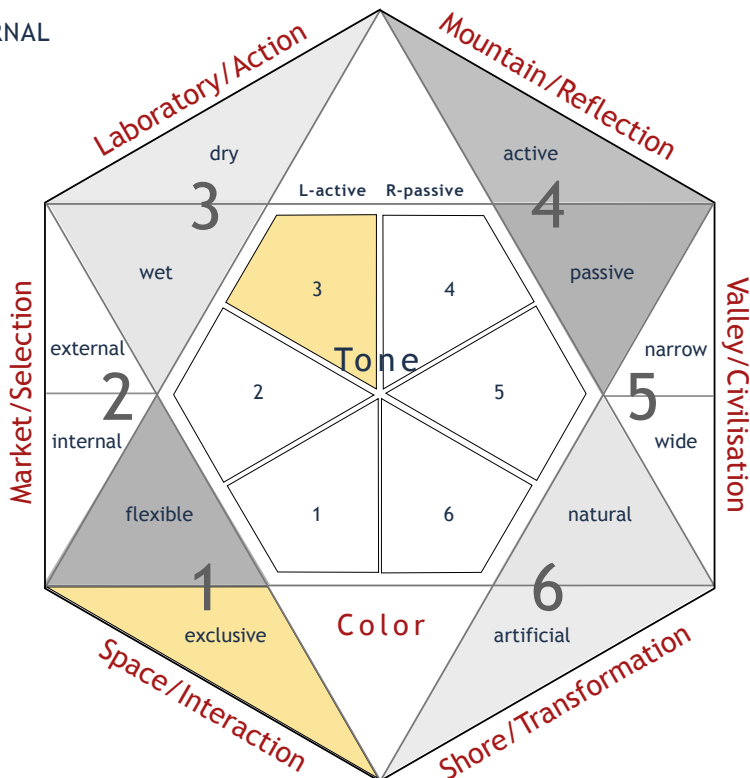 RNAL
Laboratory/Action
Mountain/Reflection
dry
active
3
L-active R-passive
4
3
4
wet
passive
Market/Selection
Valley/Civilisation
external
narrow
Tone
2
2
5
5
internal
wide
flexible
1
6
natural
1
6
exclusive
Color
artificial
Space/Interaction
Shore/Transformation